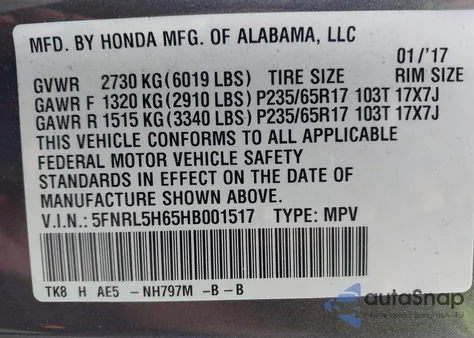 MFD. BY HONDA MFG. OF ALABAMA, LLC
01/'17
GVWR 2730 KG(6019 LBS) TIRE SIZE RIM SIZE
GAWR F 1320 KG(2910 LBS)P235/65R17 103T 17X7J
GAWR R 1515 KG(3340 LBS)P235/65R17 103T 17X7J
THIS VEHICLE CONFORMS TO ALL APPLICABLE
FEDERAL MOTOR VEHICLE SAFETY
STANDARDS IN EFFECT ON THE DATE OF
MANUFACTURE SHOWN ABOVE.
V.I.N.: 5FNRL5H65HB001517 TYPE: MPV
TK8 H AE5 -NH797M -B -B
autoSnap